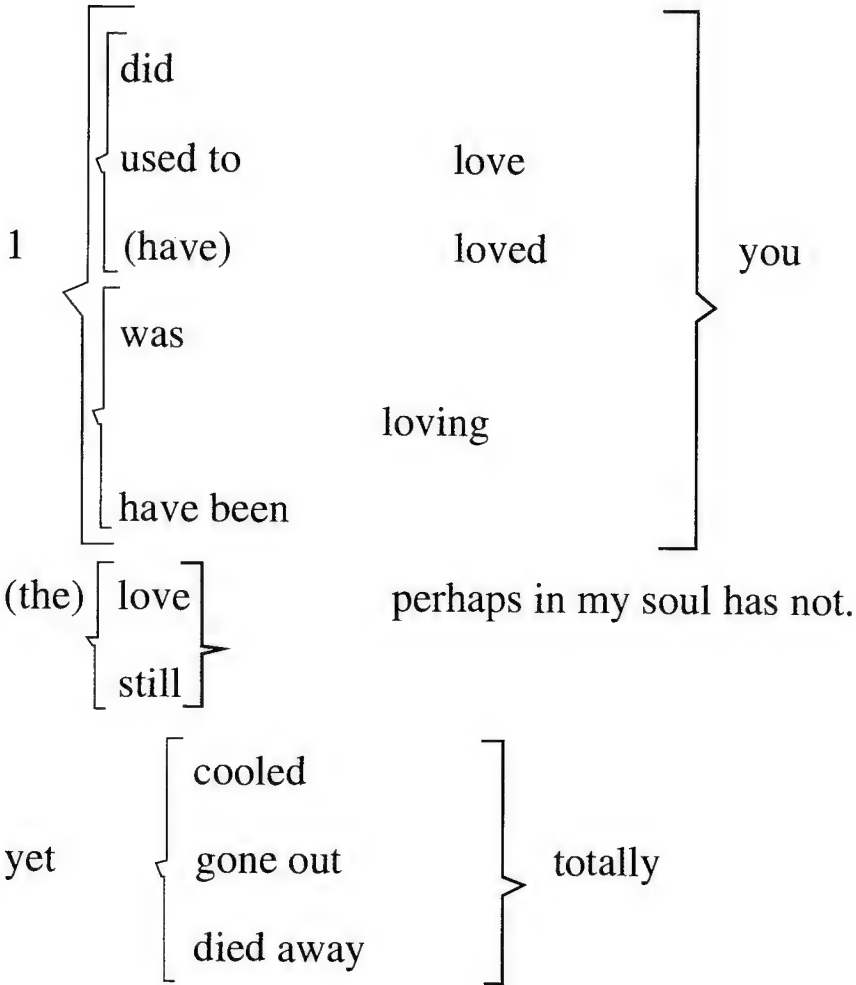 did
used to love
1 (have) loved you
was
loving
have been
(the) love perhaps in my soul has not.
still
cooled
yet gone out totally
died away